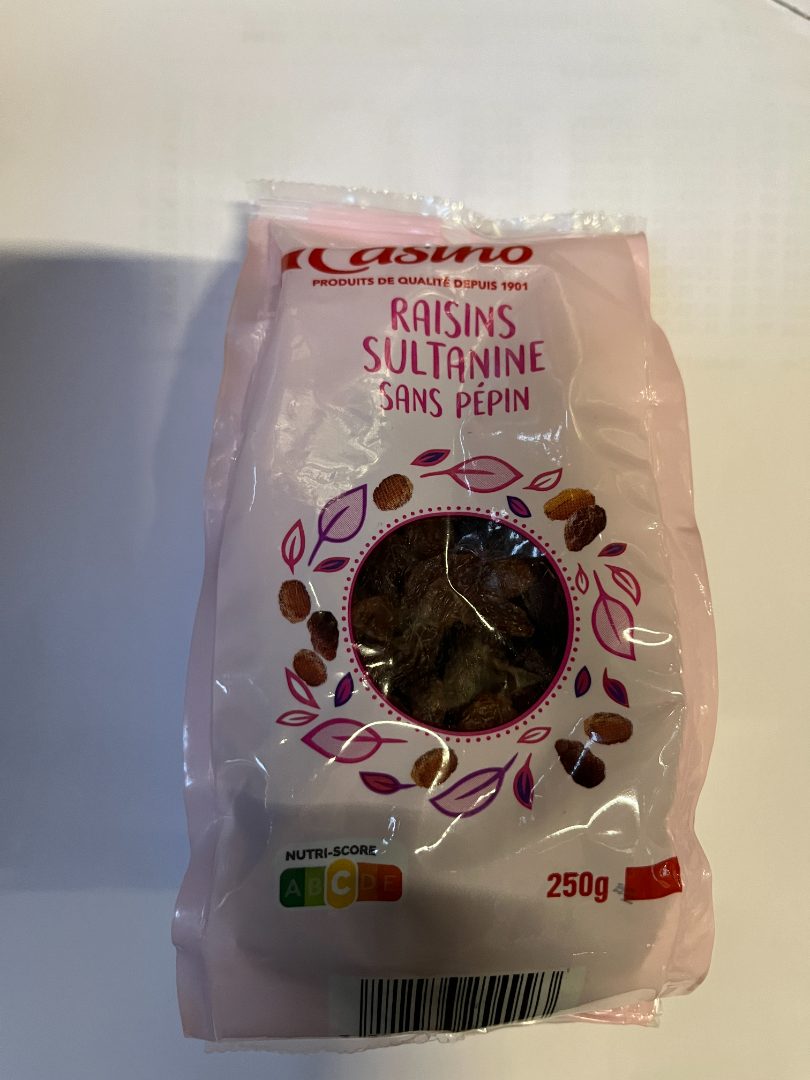 Casino
PRODUITS DE QUALITÉ DEPUIS 1901
RAISINS
SULTANINE
SANS PÉPIN
NUTRI-SCORE
A B C D E
250g